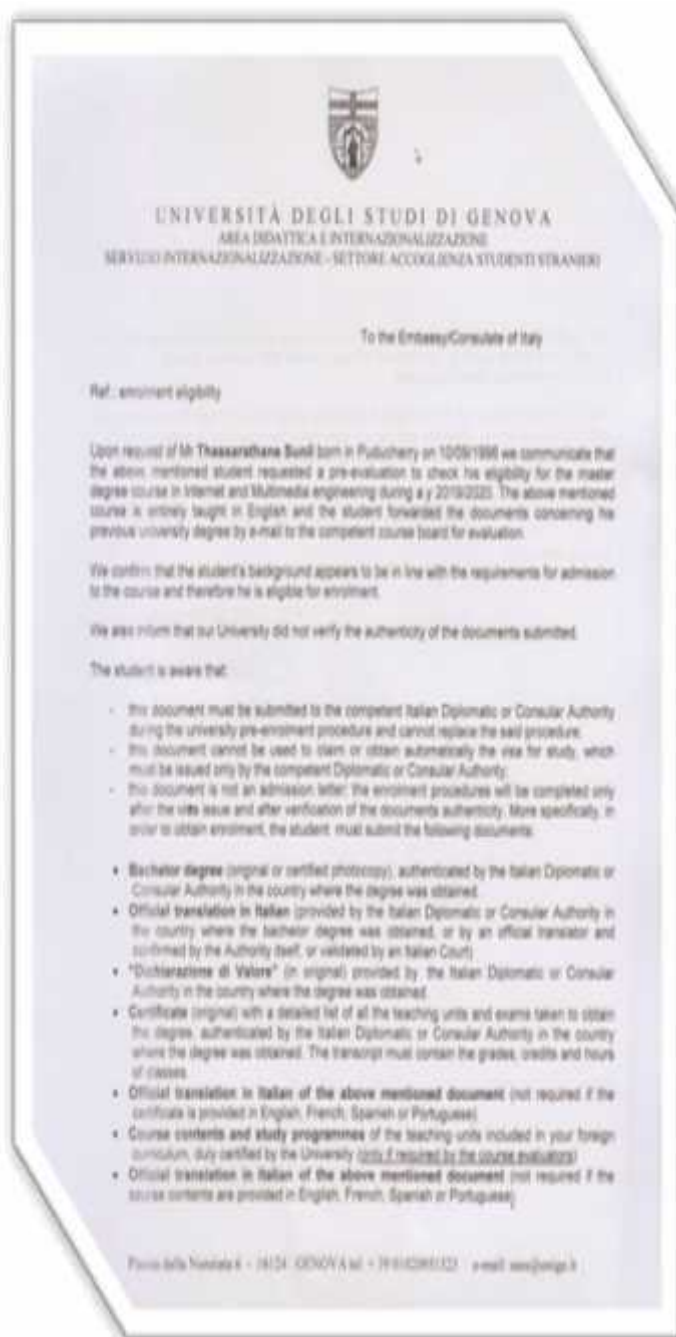 UNIVERSITÀ DEGLI STUDI DI GENOVA
AREA DIDATTICA E INTERNAZIONALIZZAZIONE
SERVIZIO INTERNAZIONALIZZAZIONE - SETTORE ACCOGLIENZA STUDENTI STRANIERI
To the Embassy/Consulate of Italy
Ref.: enrolment eligibility
Upon request of Mr Thassarathane Sunil born in Puducherry on we communicate that
the above mentioned student requested a pre-evaluation to check his eligibility for the master
degree course in Internet and Multimedia engineering during a.y 2019/2020. The above mentioned
course is entirely taught in English and the student forwarded the documents concerning his
previous university degree by e-mail to the competent course board for evaluation.
We confirm that the student's background appears to be in line with the requirements for admission
to the course and therefore he is eligible for enrolment.
We also inform that our University did not verify the authenticity of the documents submitted.
The student is aware that:
- this document must be submitted to the competent Italian Diplomatic or Consular Authority
during the university pre-enrolment procedure and cannot replace the said procedure.
- this document cannot be used to claim or obtain automatically the visa for study, which
must be issued only by the competent Diplomatic or Consular Authority;
- this document is not an admission letter: the enrolment procedures will be completed only
after the visa issue and after verification of the documents authenticity. More specifically, in
order to obtain enrolment, the student must submit the following documents:
• Bachelor degree (original or certified photocopy), authenticated by the Italian Diplomatic or
Consular Authority in the country where the degree was obtained.
• Official translation in Italian (provided by the Italian Diplomatic or Consular Authority in
the country where the bachelor degree was obtained, or by an official translator and
confirmed by the Authority itself, or validated by an Italian Court)
• "Dichiarazione di Valore" (in original) provided by the Italian Diplomatic or Consular
Authority in the country where the degree was obtained
• Certificate (original) with a detailed list of all the teaching units and exams taken to obtain
the degree, authenticated by the Italian Diplomatic or Consular Authority in the country
where the degree was obtained. The transcript must contain the grades, credits and hours
of classes
• Official translation in Italian of the above mentioned document (not required if the
certificate is provided in English, French, Spanish or Portuguese)
• Course contents and study programmes of the teaching units included in your foreign
curriculum, duly certified by the University (only if required by the course evaluators)
• Official translation in Italian of the above mentioned document (not required if the
course contents are provided in English, French, Spanish or Portuguese)
Piazza della Nunziata 6 - 16124 GENOVA tel. e-mail: